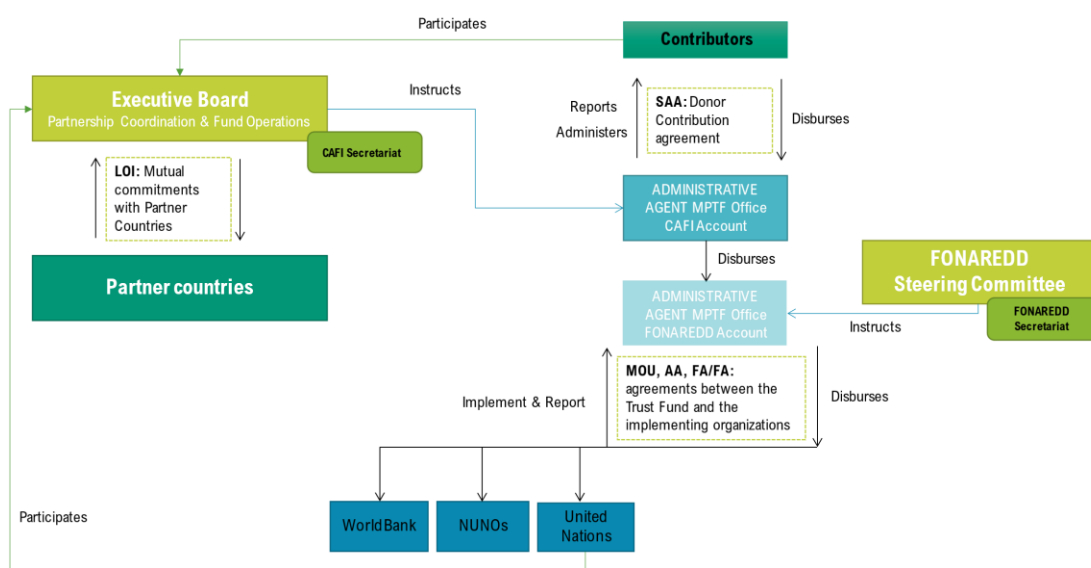 Participates
Contributors
Executive Board
Partnership Coordination & Fund Operations
CAFI Secretariat
Instructs
Reports
Administers
SAA: Donor
Contribution
agreement
Disburses
LOI: Mutual
commitments
with Partner
Countries
ADMINISTRATIVE
AGENT MPTF Office
CAFI Account
Partner countries
Disburses
FONAREDD
Steering Committee
FONAREDD
Secretariat
ADMINISTRATIVE
AGENT MPTF Office
FONAREDD Account
Instructs
Implement & Report
MOU, AA, FA/FA:
agreements between the
Trust Fund and the
implementing organizations
Disburses
WorldBank
NUNOs
United
Nations
Participates